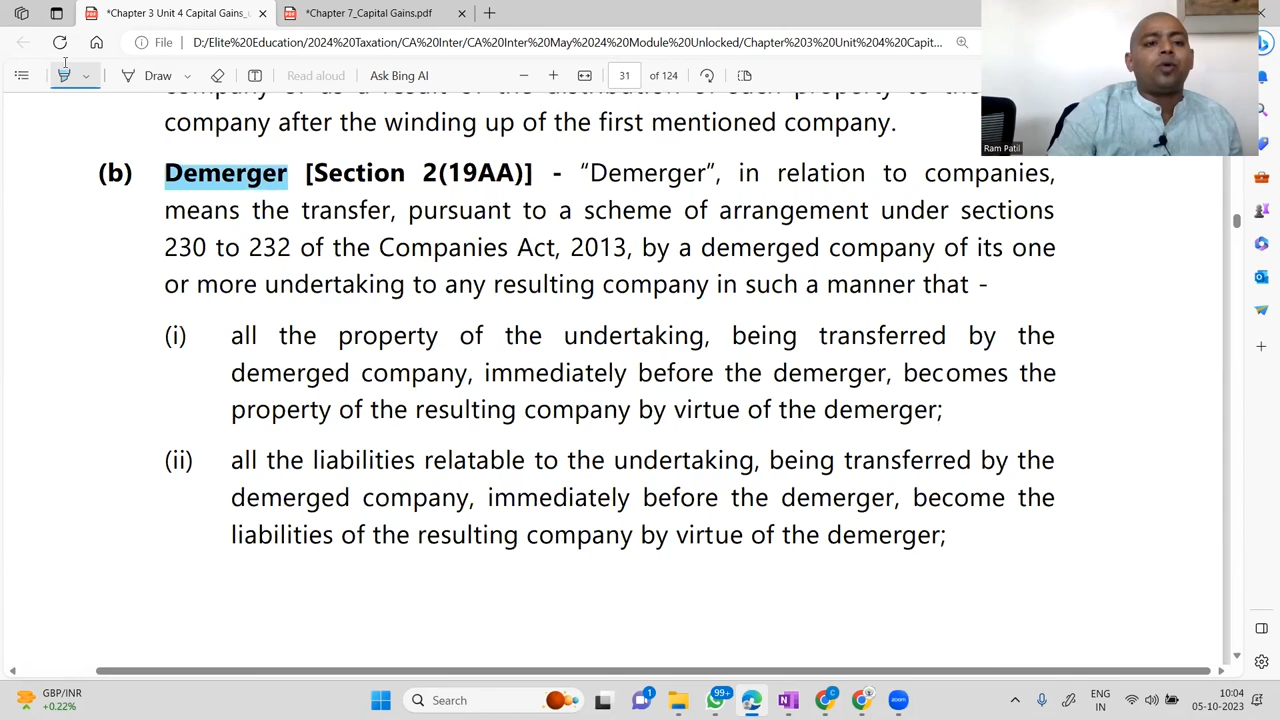 *Chapter 3 Unit 4 Capital Gains_
*Chapter 7_Capital Gains.pdf
File
D:/Elite%20Education/2024%20Taxation/CA%20Inter/CA%20Inter%20May%2024%20Module%20Unlocked/Chapter%203%20Unit%204%20Capit...
Draw
Read aloud
Ask Bing AI
31
of 124
Ram Patil
company after the winding up of the first mentioned company.
(b) Demerger [Section 2(19AA)] - “Demerger”, in relation to companies,
means the transfer, pursuant to a scheme of arrangement under sections
230 to 232 of the Companies Act, 2013, by a demerged company of its one
or more undertaking to any resulting company in such a manner that -
(i) all the property of the undertaking, being transferred by the
demerged company, immediately before the demerger, becomes the
property of the resulting company by virtue of the demerger;
(ii) all the liabilities relatable to the undertaking, being transferred by the
demerged company, immediately before the demerger, become the
liabilities of the resulting company by virtue of the demerger;
GBP/INR
+0.22%
Search
1
99+
zoom
ENG
IN
10:04
05-10-2023